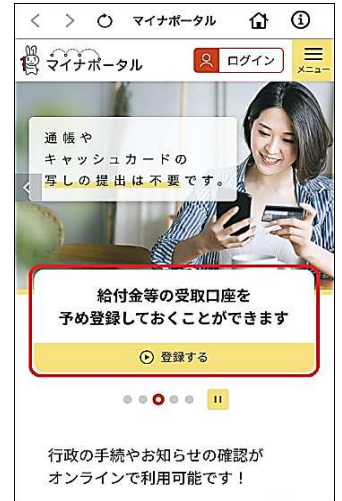 マイナポータル
マイナポータル
ログイン
メニュー
通帳や
キャッシュカードの
写しの提出は不要です。
給付金等の受取口座を
予め登録しておくことができます
登録する
行政の手続やお知らせの確認が
オンラインで利用可能です！